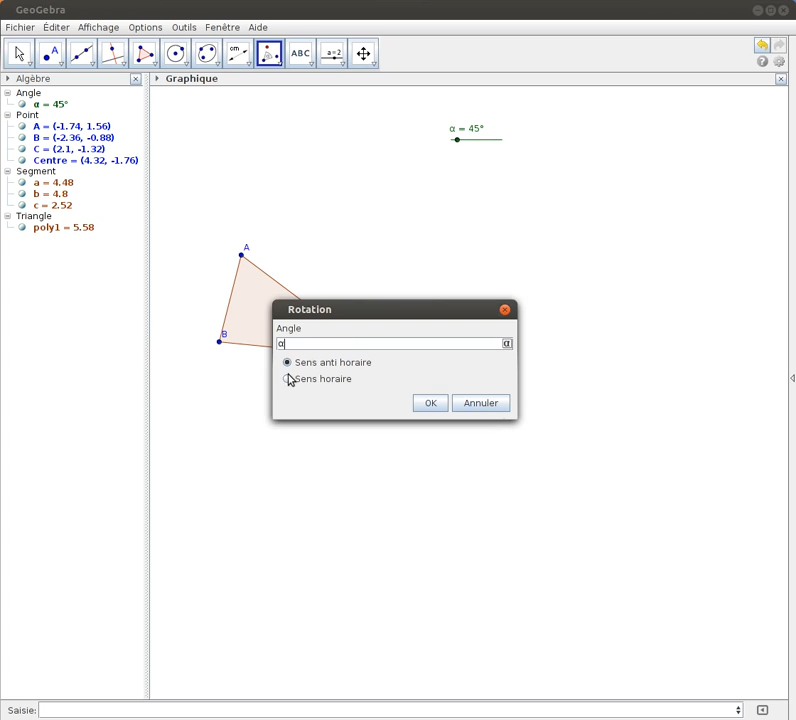 GeoGebra
Fichier Éditer Affichage Options Outils Fenêtre Aide
A cm ABC a=2
Algèbre
Graphique
Angle
α = 45°
Point
A = (-1.74, 1.56)
B = (-2.36, -0.88)
C = (2.1, -1.32)
Centre = (4.32, -1.76)
Segment
a = 4.48
b = 4.8
c = 2.52
Triangle
poly1 = 5.58
α = 45°
A
B
Rotation
Angle
α α
Sens anti horaire
Sens horaire
OK Annuler
Saisie: